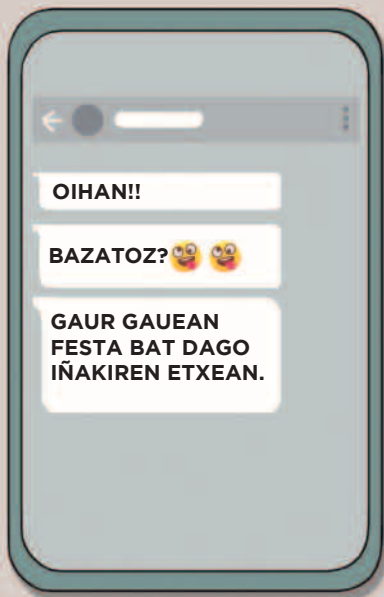 OIHAN!!
BAZATOZ?🤪 🤪
GAUR GAUEAN
FESTA BAT DAGO
IÑAKIREN ETXEAN.